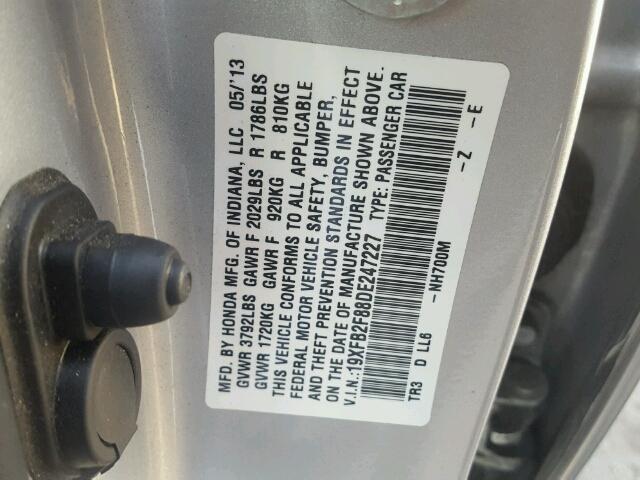 MFD. BY HONDA MFG. OF INDIANA, LLC 05/'13
GVWR 3792LBS GAWR F 2029LBS R 1786LBS
GVWR 1720KG GAWR F 920KG R 810KG
THIS VEHICLE CONFORMS TO ALL APPLICABLE
FEDERAL MOTOR VEHICLE SAFETY, BUMPER,
AND THEFT PREVENTION STANDARDS IN EFFECT
ON THE DATE OF MANUFACTURE SHOWN ABOVE.
V.I.N.:19XFB2F88DE247227 TYPE: PASSENGER CAR
-NH700M -Z -E
TR3 D LL6